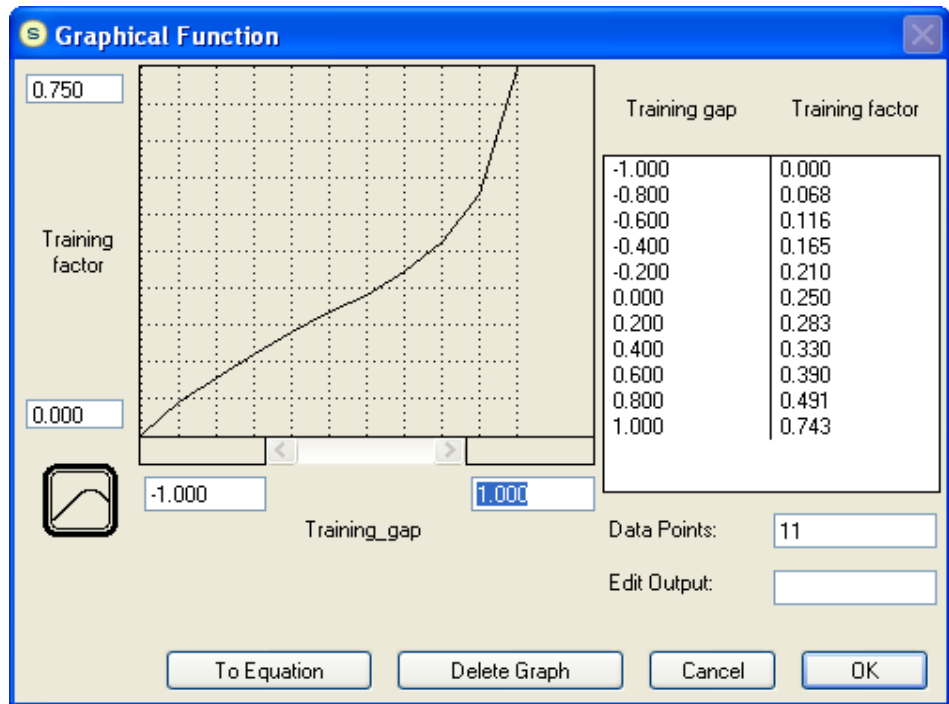 S Graphical Function
0.750
Training
factor
0.000
-1.000
1.000
Training_gap
Training gap Training factor
-1.000 0.000
-0.800 0.068
-0.600 0.116
-0.400 0.165
-0.200 0.210
0.000 0.250
0.200 0.283
0.400 0.330
0.600 0.390
0.800 0.491
1.000 0.743
Data Points: 11
Edit Output:
To Equation Delete Graph Cancel OK